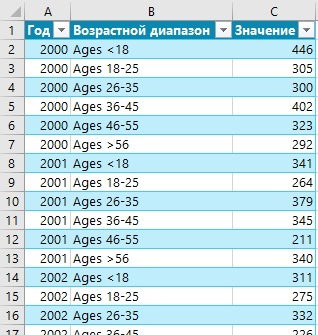 A B C
1 Год Возрастной диапазон Значение
2 2000 Ages <18 446
3 2000 Ages 18-25 305
4 2000 Ages 26-35 300
5 2000 Ages 36-45 402
6 2000 Ages 46-55 323
7 2000 Ages >56 292
8 2001 Ages <18 341
9 2001 Ages 18-25 264
10 2001 Ages 26-35 379
11 2001 Ages 36-45 345
12 2001 Ages 46-55 211
13 2001 Ages >56 340
14 2002 Ages <18 311
15 2002 Ages 18-25 275
16 2002 Ages 26-35 332
17 2002 Ages 36-45 226